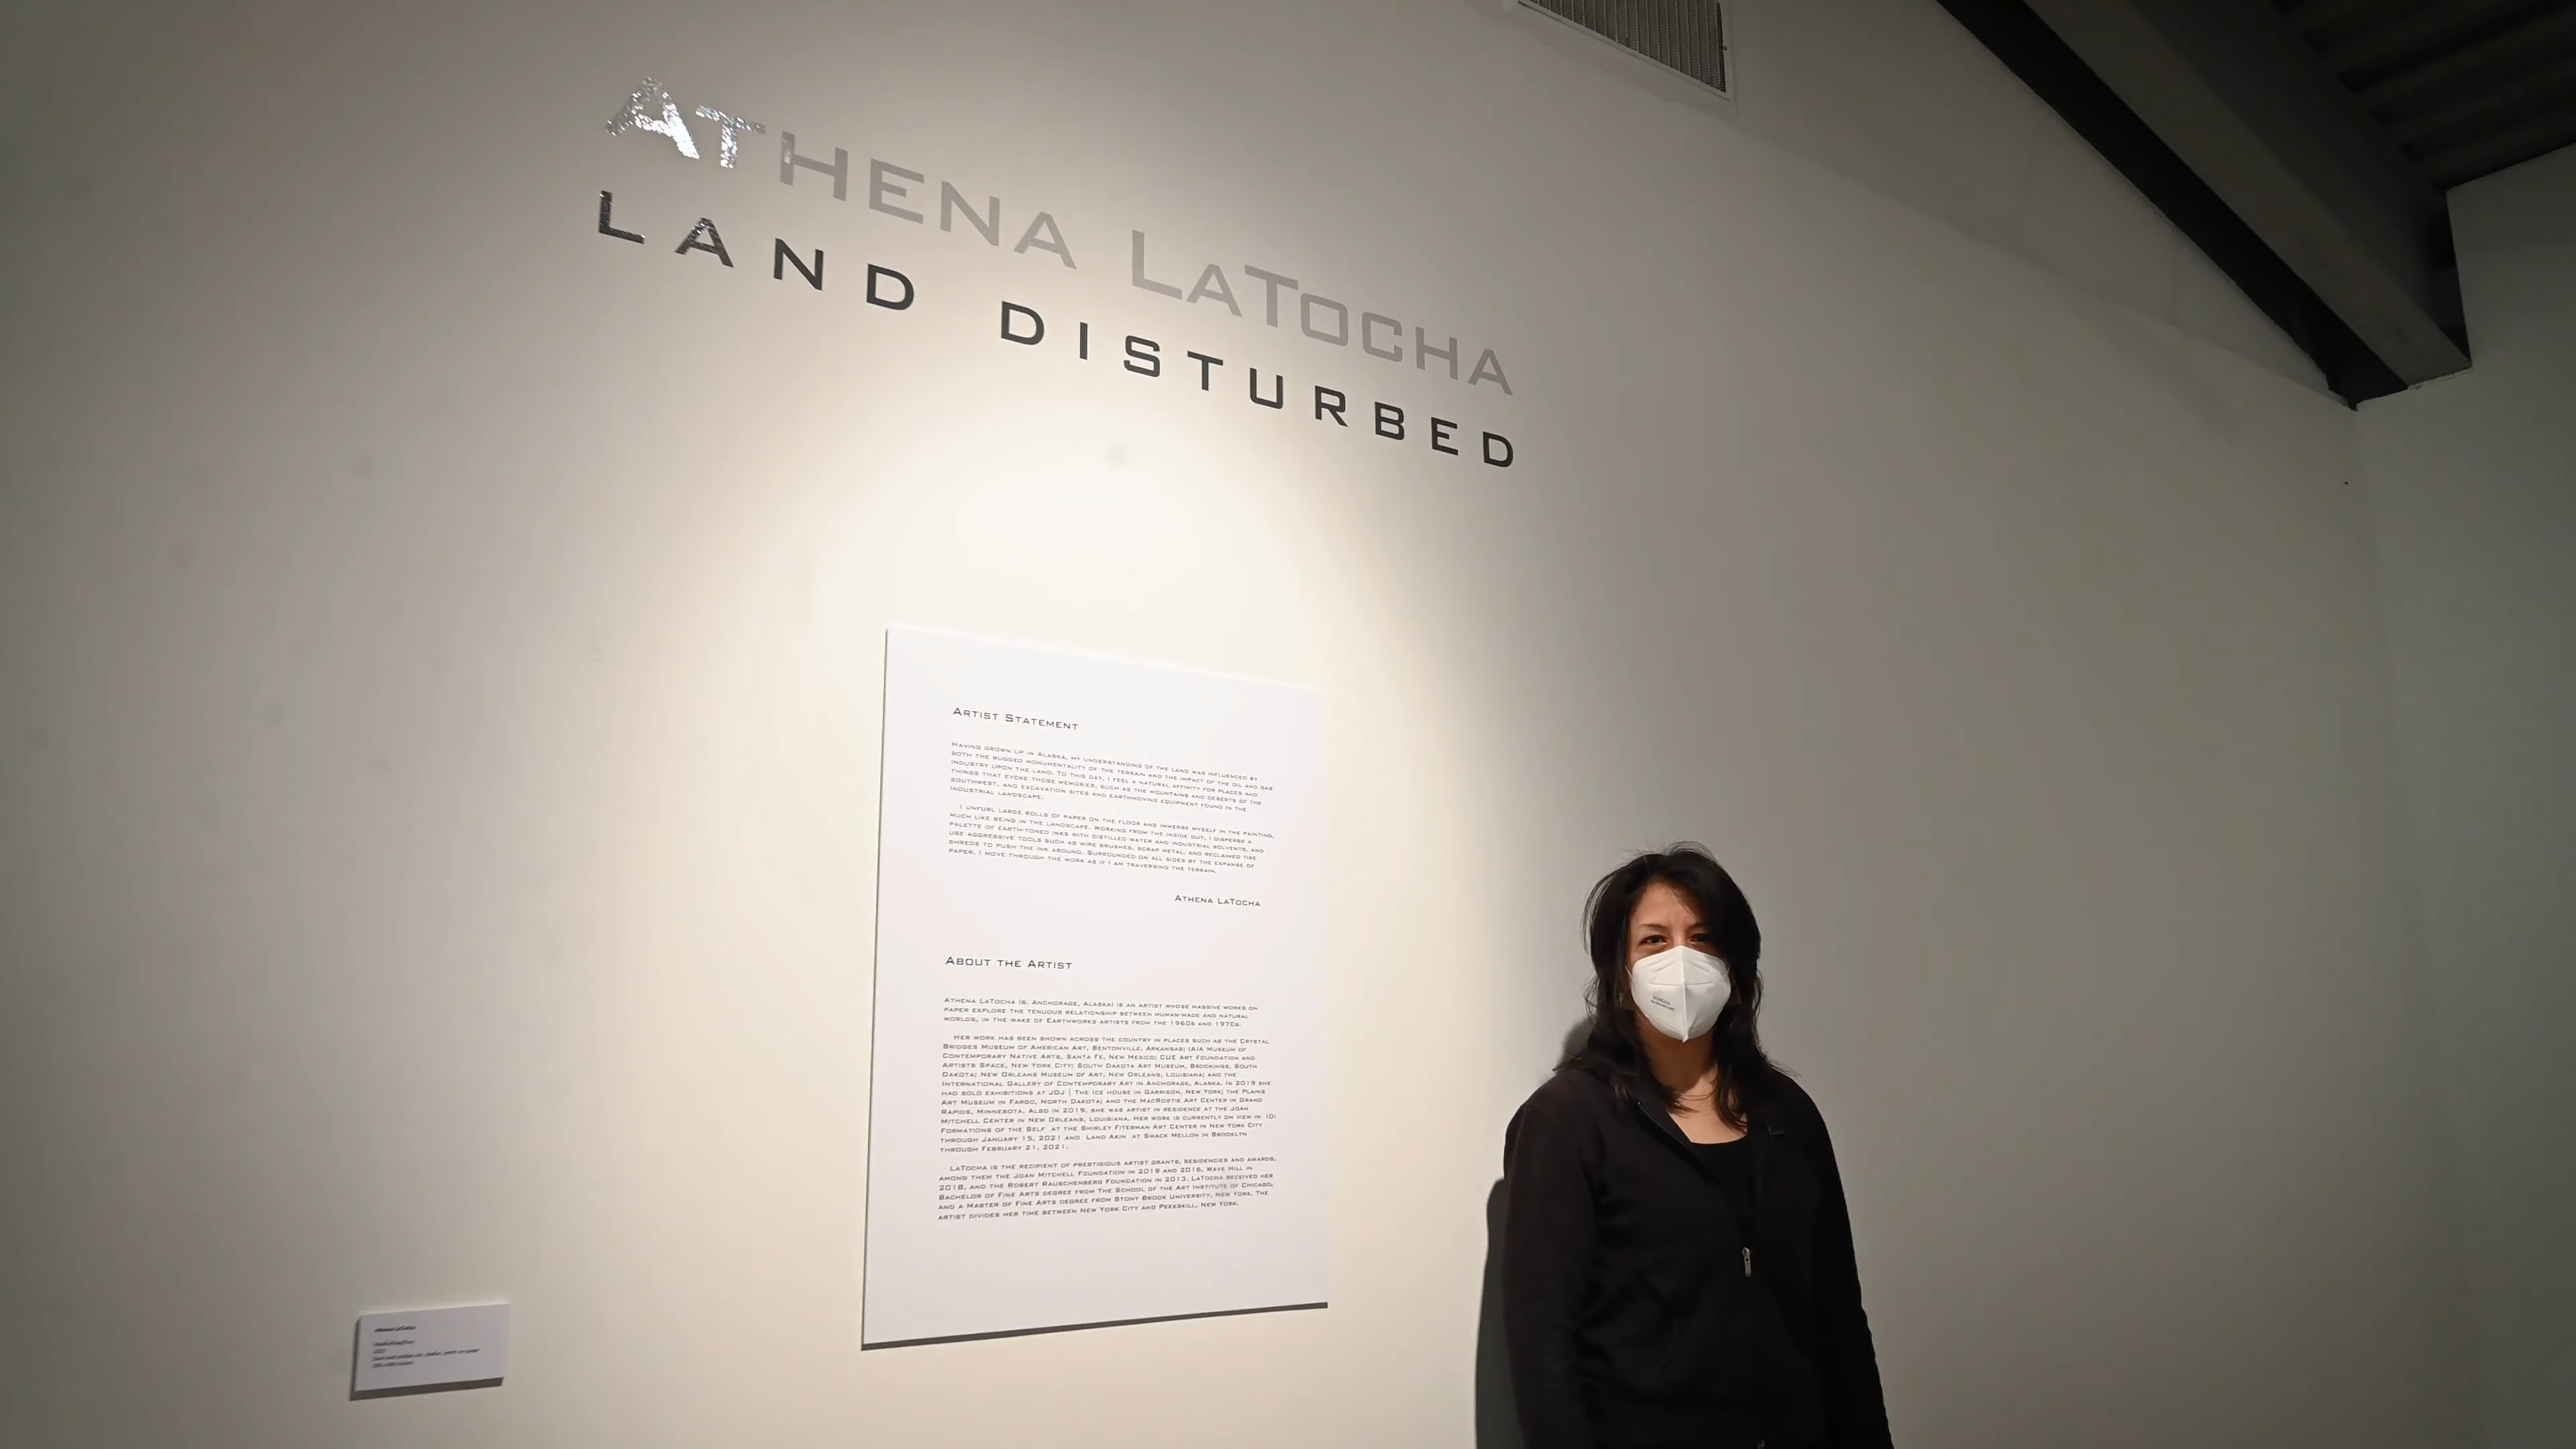 ATHENA LATOCHA
LAND DISTURBED
ARTIST STATEMENT
HAVING GROWN UP IN ALASKA, MY UNDERSTANDING OF THE LAND WAS INFLUENCED BY
BOTH THE RUGGED MONUMENTALITY OF THE TERRAIN AND THE IMPACT OF THE OIL AND GAS
INDUSTRY UPON THE LAND. TO THIS DAY, I FEEL A NATURAL AFFINITY FOR PLACES AND
THINGS THAT EVOKE THOSE MEMORIES, SUCH AS THE MOUNTAINS AND DESERTS OF THE
SOUTHWEST, AND EXCAVATION SITES AND EARTHMOVING EQUIPMENT FOUND IN THE
INDUSTRIAL LANDSCAPE.
I UNFURL LARGE ROLLS OF PAPER ON THE FLOOR AND IMMERSE MYSELF IN THE PAINTING,
MUCH LIKE BEING IN THE LANDSCAPE. WORKING FROM THE INSIDE OUT, I DISPERSE A
PALETTE OF EARTH-TONED INKS WITH DISTILLED WATER AND INDUSTRIAL SOLVENTS, AND
USE AGGRESSIVE TOOLS SUCH AS WIRE BRUSHES, SCRAP METAL, AND RECLAIMED TIRE
SHREDS TO PUSH THE INK AROUND. SURROUNDED ON ALL SIDES BY THE EXPANSE OF
PAPER, I MOVE THROUGH THE WORK AS IF I AM TRAVERSING THE TERRAIN.
ATHENA LATOCHA
ABOUT THE ARTIST
ATHENA LATOCHA (B. ANCHORAGE, ALASKA) IS AN ARTIST WHOSE MASSIVE WORKS ON
PAPER EXPLORE THE TENUOUS RELATIONSHIP BETWEEN HUMAN-MADE AND NATURAL
WORLDS, IN THE WAKE OF EARTHWORKS ARTISTS FROM THE 1960S AND 1970S.
HER WORK HAS BEEN SHOWN ACROSS THE COUNTRY IN PLACES SUCH AS THE CRYSTAL
BRIDGES MUSEUM OF AMERICAN ART, BENTONVILLE, ARKANSAS; IAIA MUSEUM OF
CONTEMPORARY NATIVE ARTS, SANTA FE, NEW MEXICO; CUE ART FOUNDATION AND
ARTISTS SPACE, NEW YORK CITY; SOUTH DAKOTA ART MUSEUM, BROOKINGS, SOUTH
DAKOTA; NEW ORLEANS MUSEUM OF ART, NEW ORLEANS, LOUISIANA; AND THE
INTERNATIONAL GALLERY OF CONTEMPORARY ART IN ANCHORAGE, ALASKA. IN 2019 SHE
HAD SOLO EXHIBITIONS AT JDJ | THE ICE HOUSE IN GARRISON, NEW YORK; THE PLAINS
ART MUSEUM IN FARGO, NORTH DAKOTA; AND THE MACROSTIE ART CENTER IN GRAND
RAPIDS, MINNESOTA. ALSO IN 2019, SHE WAS ARTIST IN RESIDENCE AT THE JOAN
MITCHELL CENTER IN NEW ORLEANS, LOUISIANA. HER WORK IS CURRENTLY ON VIEW IN ID:
FORMATIONS OF THE SELF AT THE SHIRLEY FITERMAN ART CENTER IN NEW YORK CITY
THROUGH JANUARY 15, 2021 AND LAND AKIN AT SMACK MELLON IN BROOKLYN
THROUGH FEBRUARY 21, 2021.
LATOCHA IS THE RECIPIENT OF PRESTIGIOUS ARTIST GRANTS, RESIDENCIES AND AWARDS,
AMONG THEM THE JOAN MITCHELL FOUNDATION IN 2019 AND 2016, WAVE HILL IN
2018, AND THE ROBERT RAUSCHENBERG FOUNDATION IN 2013. LATOCHA RECEIVED HER
BACHELOR OF FINE ARTS DEGREE FROM THE SCHOOL OF THE ART INSTITUTE OF CHICAGO,
AND A MASTER OF FINE ARTS DEGREE FROM STONY BROOK UNIVERSITY, NEW YORK. THE
ARTIST DIVIDES HER TIME BETWEEN NEW YORK CITY AND PEEKSKILL, NEW YORK.